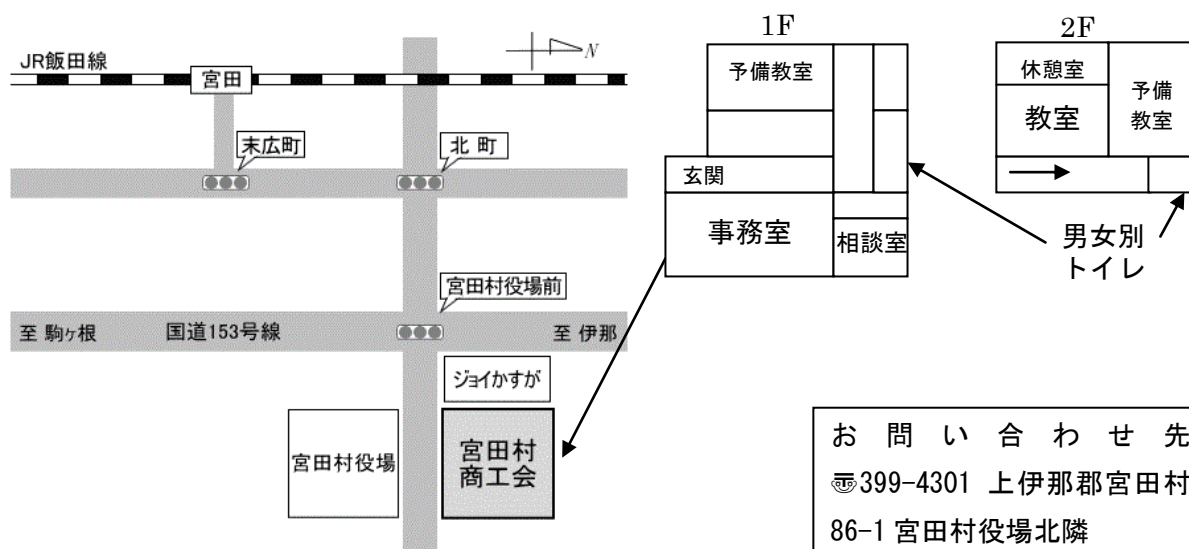 JR飯田線
N
宮田
末広町
北 町
宮田村役場前
至 駒ヶ根
国道153号線
至 伊那
ジョイかすが
宮田村役場
宮田村
商工会
1F
予備教室
玄関
事務室
相談室
2F
休憩室
教室
予備
教室
男女別
トイレ
お 問 い 合 わ せ 先
〠399-4301 上伊那郡宮田村
86-1 宮田村役場北隣